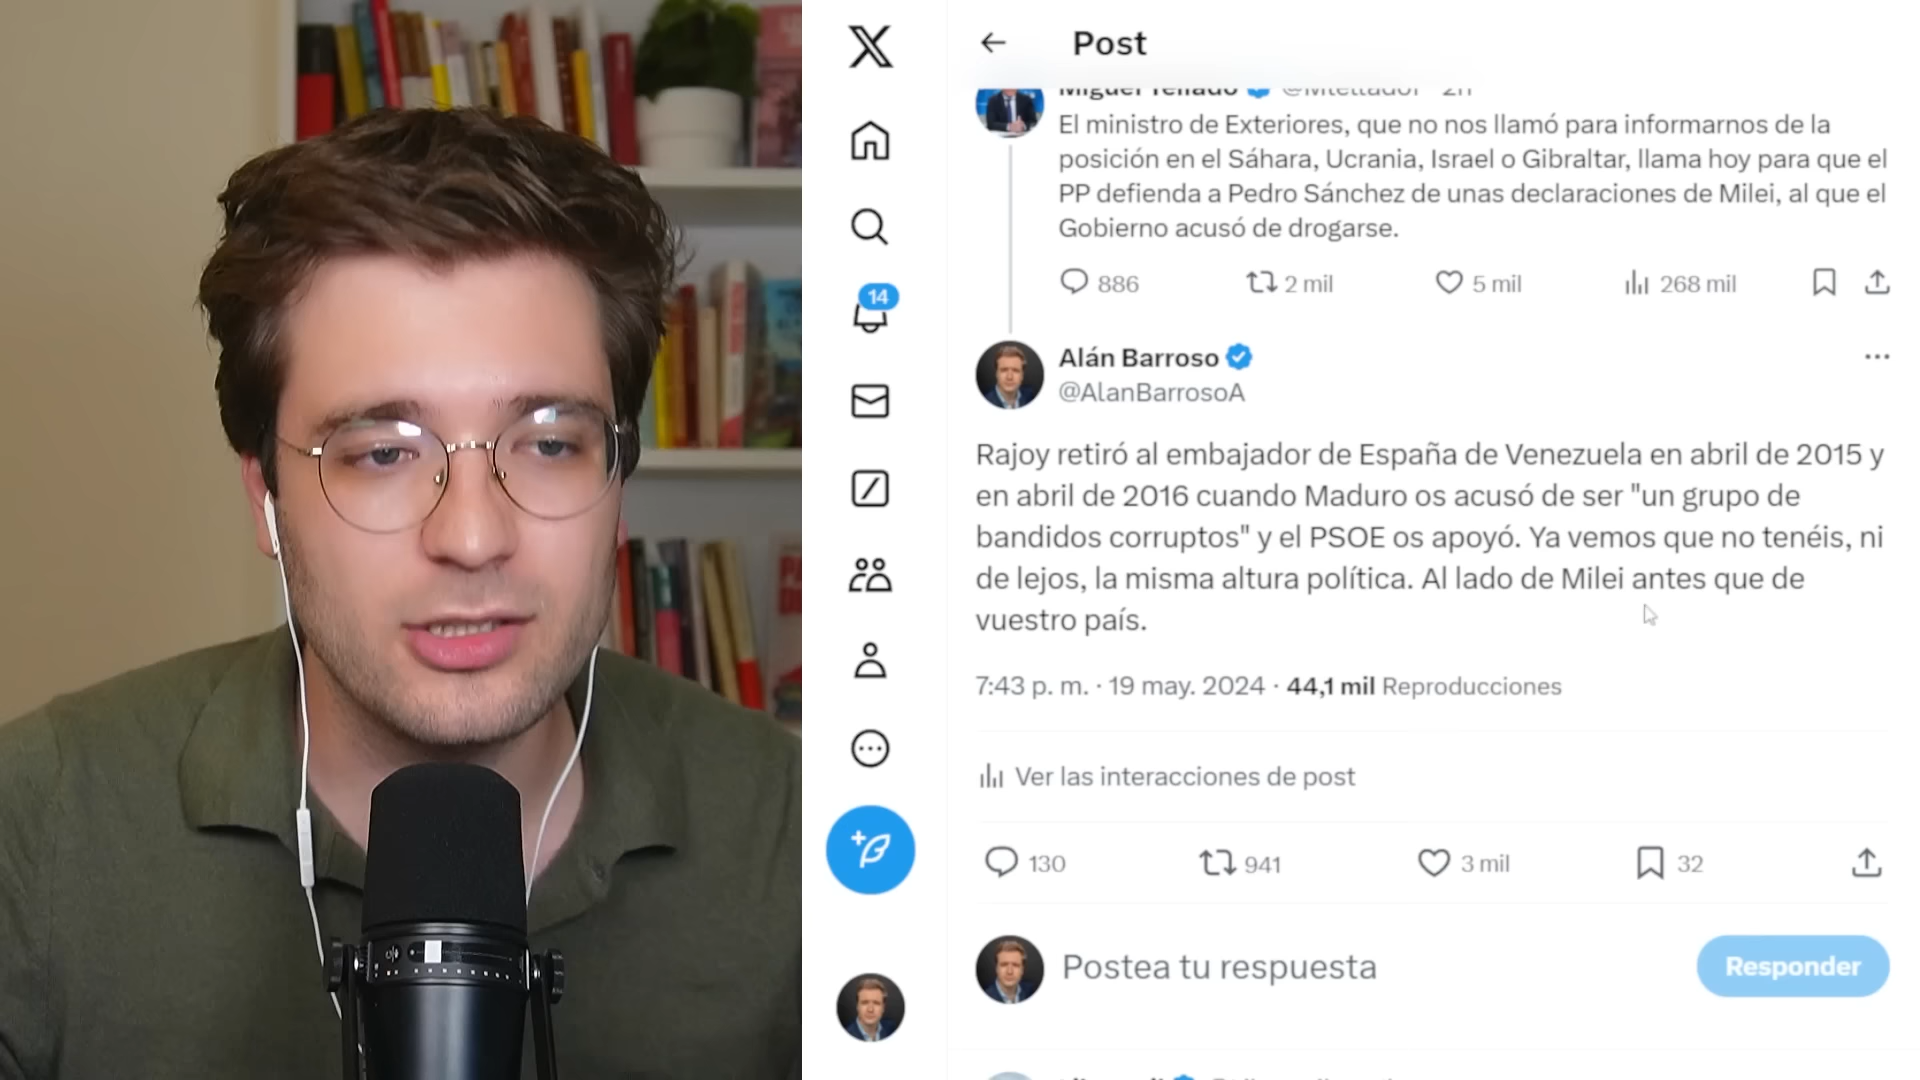 Post
El ministro de Exteriores, que no nos llamó para informarnos de la
posición en el Sáhara, Ucrania, Israel o Gibraltar, llama hoy para que el
PP defienda a Pedro Sánchez de unas declaraciones de Milei, al que el
Gobierno acusó de drogarse.
886 2 mil 5 mil 268 mil
14
Alán Barroso
@AlanBarrosoA
Rajoy retiró al embajador de España de Venezuela en abril de 2015 y
en abril de 2016 cuando Maduro os acusó de ser "un grupo de
bandidos corruptos" y el PSOE os apoyó. Ya vemos que no tenéis, ni
de lejos, la misma altura política. Al lado de Milei antes que de
vuestro país.
7:43 p. m. · 19 may. 2024 · 44,1 mil Reproducciones
Ver las interacciones de post
130 941 3 mil 32
Postea tu respuesta
Responder